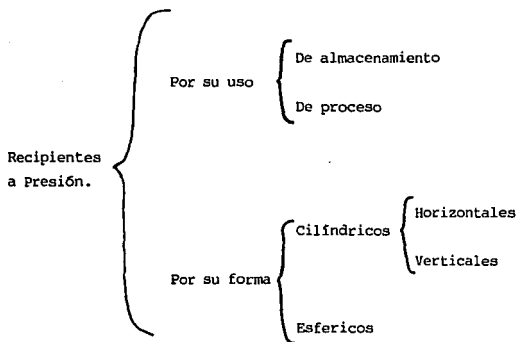 De almacenamiento
Por su uso
De proceso
Recipientes
a Presión.
Horizontales
Cilíndricos
Verticales
Por su forma
Esfericos